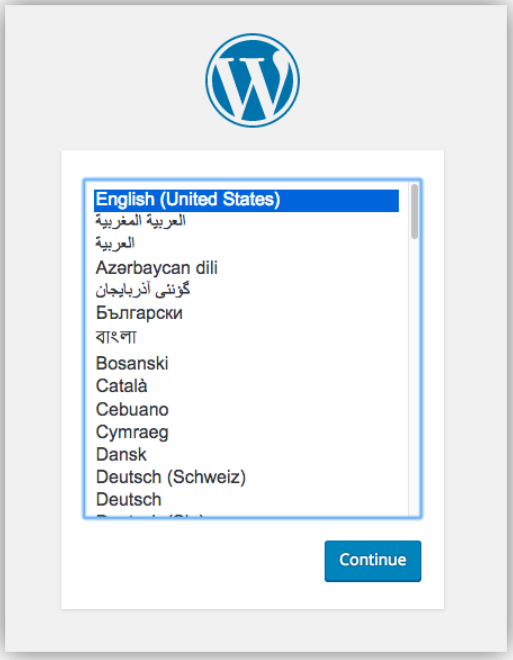 English (United States)
العربية المغربية
العربية
Azərbaycan dili
گؤنئی آذربایجان
Български
বাংলা
Bosanski
Català
Cebuano
Cymraeg
Dansk
Deutsch (Schweiz)
Deutsch
Continue